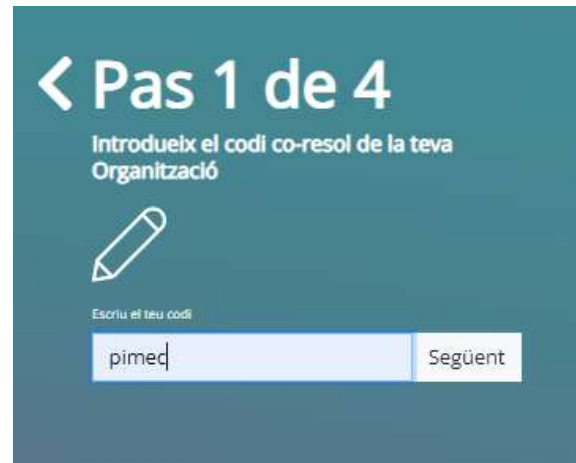 Pas 1 de 4
Introdueix el codi co-resol de la teva
Organització
Escriu el teu codi
pimec
Següent